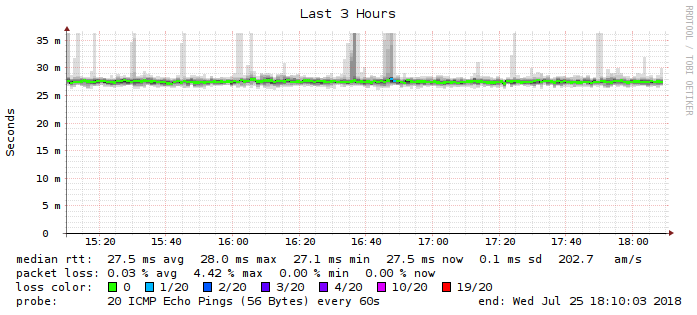 Last 3 Hours
RRDTOOL / TOBI OETIKER
Seconds
35 m
30 m
25 m
20 m
15 m
10 m
5 m
0
15:20 15:40 16:00 16:20 16:40 17:00 17:20 17:40 18:00
median rtt: 27.5 ms avg 28.0 ms max 27.1 ms min 27.5 ms now 0.1 ms sd 202.7 am/s
packet loss: 0.03 % avg 4.42 % max 0.00 % min 0.00 % now
loss color: 0 1/20 2/20 3/20 4/20 10/20 19/20
probe: 20 ICMP Echo Pings (56 Bytes) every 60s end: Wed Jul 25 18:10:03 2018